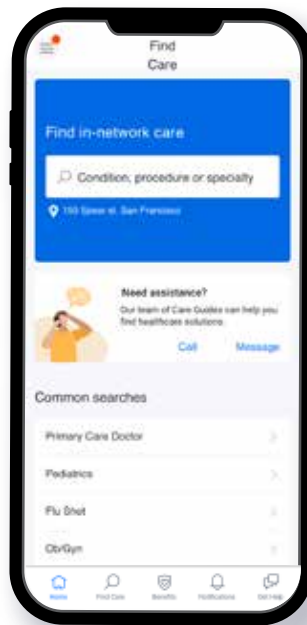 Find
Care
Find in-network care
Condition, procedure or specialty
San Francisco
Need assistance?
Our team of Care Guides can help you
find healthcare solutions.
Call Message
Common searches
Primary Care Doctor
Pediatrics
Flu Shot
Ob/Gyn
Home Find Care Benefits Notifications Get Help